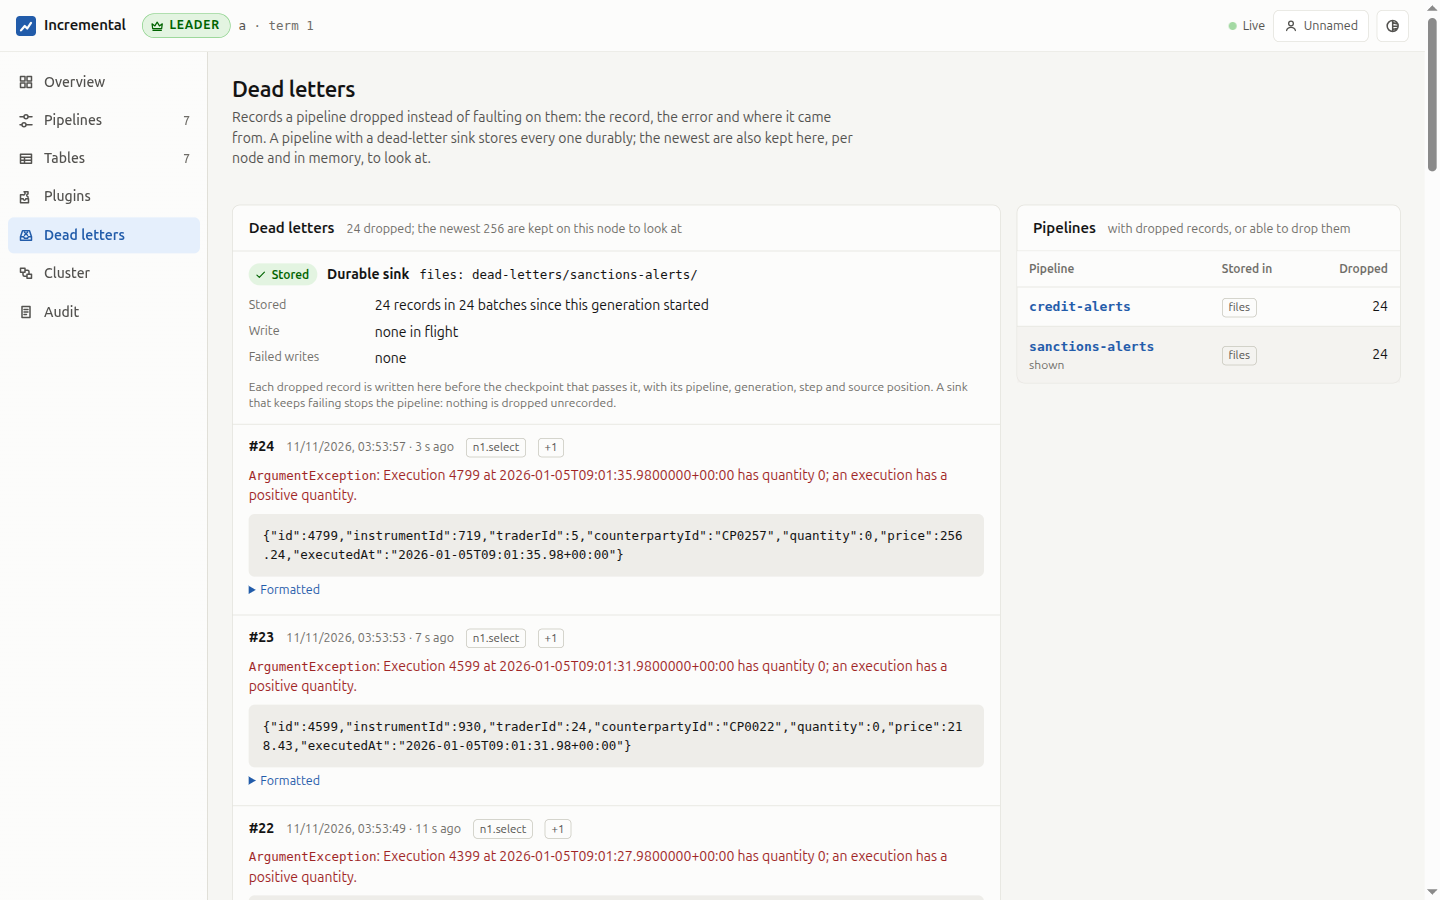 Incremental
LEADER
a · term 1
Live
Unnamed
Overview
Pipelines 7
Tables 7
Plugins
Dead letters
Cluster
Audit
Dead letters
Records a pipeline dropped instead of faulting on them: the record, the error and where it came
from. A pipeline with a dead-letter sink stores every one durably; the newest are also kept here, per
node and in memory, to look at.
Dead letters 24 dropped; the newest 256 are kept on this node to look at
Stored Durable sink files: dead-letters/sanctions-alerts/
Stored 24 records in 24 batches since this generation started
Write none in flight
Failed writes none
Each dropped record is written here before the checkpoint that passes it, with its pipeline, generation, step and source position. A sink
that keeps failing stops the pipeline: nothing is dropped unrecorded.
#24 11/11/2026, 03:53:57 · 3 s ago n1.select +1
ArgumentException: Execution 4799 at 2026-01-05T09:01:35.9800000+00:00 has quantity 0; an execution has a
positive quantity.
{"id":4799,"instrumentId":719,"traderId":5,"counterpartyId":"CP0257","quantity":0,"price":256
.24,"executedAt":"2026-01-05T09:01:35.98+00:00"}
Formatted
#23 11/11/2026, 03:53:53 · 7 s ago n1.select +1
ArgumentException: Execution 4599 at 2026-01-05T09:01:31.9800000+00:00 has quantity 0; an execution has a
positive quantity.
{"id":4599,"instrumentId":930,"traderId":24,"counterpartyId":"CP0022","quantity":0,"price":21
8.43,"executedAt":"2026-01-05T09:01:31.98+00:00"}
Formatted
#22 11/11/2026, 03:53:49 · 11 s ago n1.select +1
ArgumentException: Execution 4399 at 2026-01-05T09:01:27.9800000+00:00 has quantity 0; an execution has a
positive quantity.
Pipelines with dropped records, or able to drop them
Pipeline Stored in Dropped
credit-alerts files 24
sanctions-alerts files 24
shown